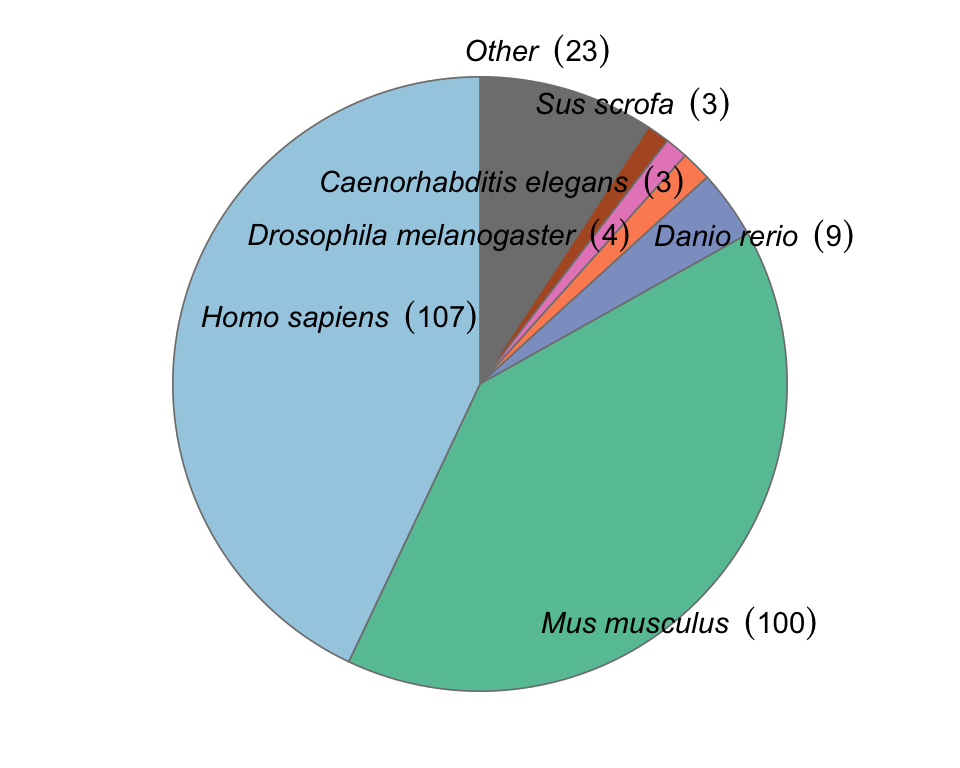 Other (23)
Sus scrofa (3)
Caenorhabditis elegans (3)
Drosophila melanogaster (4)
Danio rerio (9)
Homo sapiens (107)
Mus musculus (100)